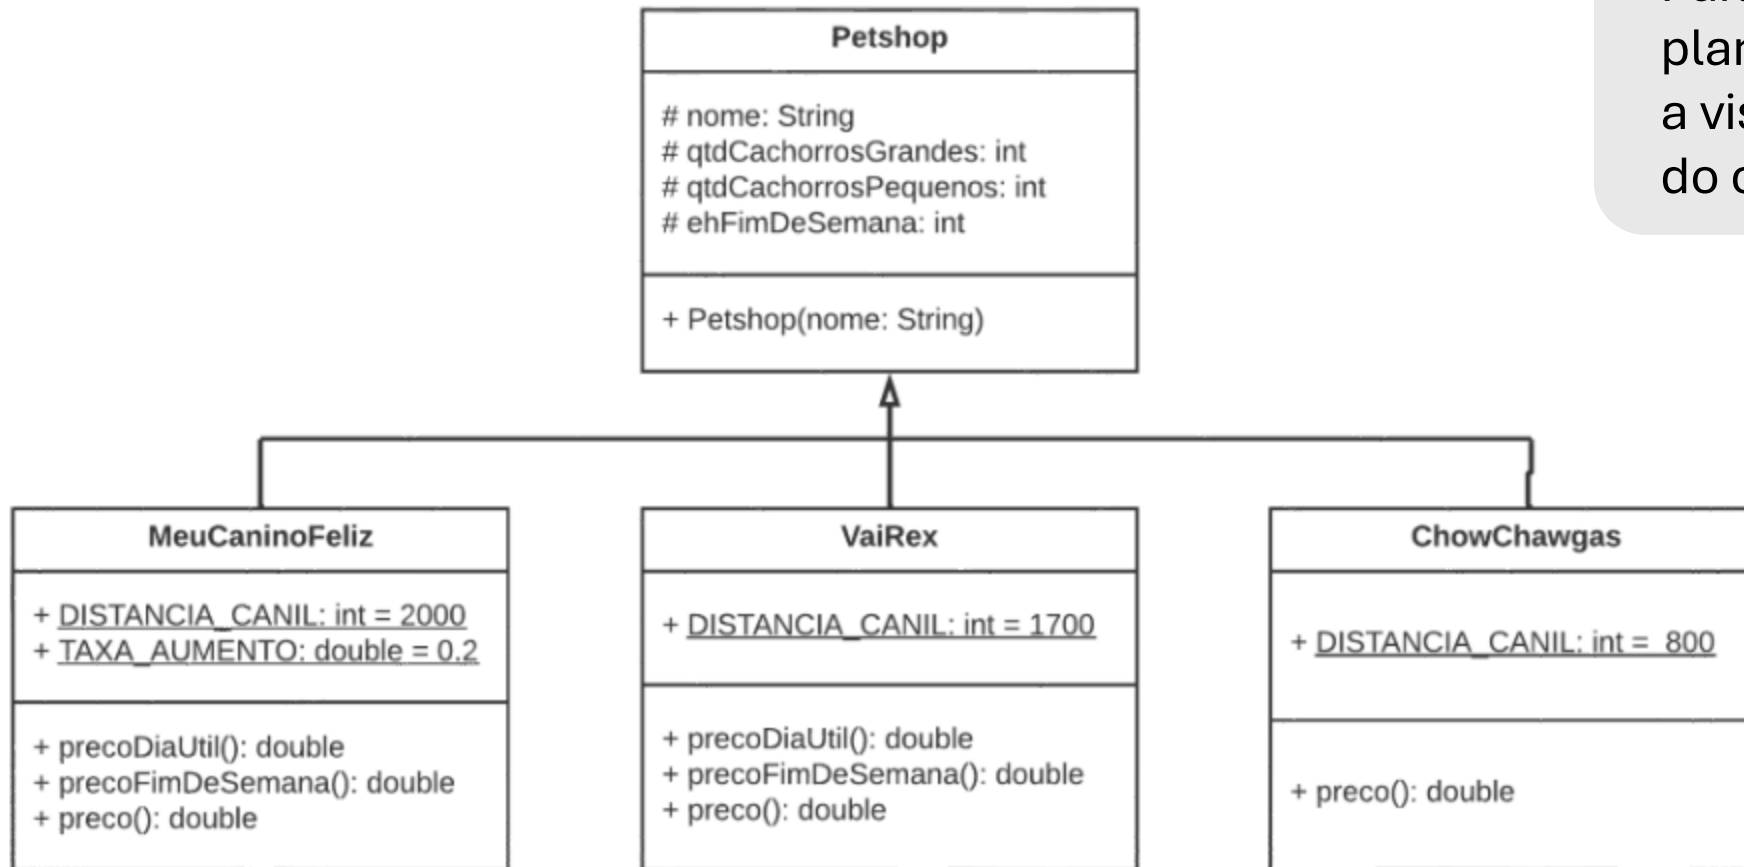 Petshop
# nome: String
# qtdCachorrosGrandes: int
# qtdCachorrosPequenos: int
# ehFimDeSemana: int
+ Petshop(nome: String)
a
do
MeuCaninoFeliz
+ DISTANCIA_CANIL: int = 2000
+ TAXA_AUMENTO: double = 0.2
+ precoDiaUtil(): double
+ precoFimDeSemana(): double
+ preco(): double
VaiRex
+ DISTANCIA_CANIL: int = 1700
+ precoDiaUtil(): double
+ precoFimDeSemana(): double
+ preco(): double
ChowChawgas
+ DISTANCIA_CANIL: int =  800
+ preco(): double